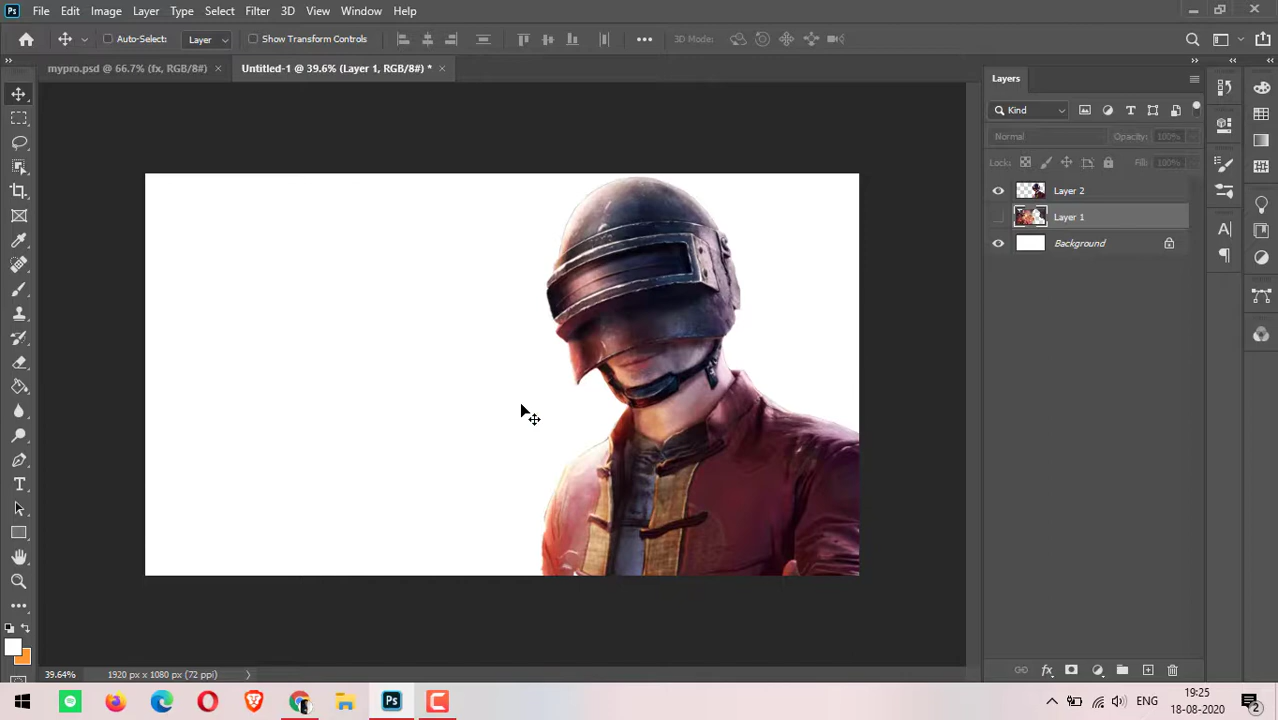 Ps File Edit Image Layer Type Select Filter 3D View Window Help
Auto-Select: Layer Show Transform Controls 3D Mode:
mypro.psd @ 66.7% (fx, RGB/8#) × Untitled-1 @ 39.6% (Layer 1, RGB/8#) * ×
Layers
Kind
Normal Opacity: 100%
Lock: Fill: 100%
Layer 2
Layer 1
Background
39.64% 1920 px x 1080 px (72 ppi)
Ps ENG 19:25
18-08-2020 2